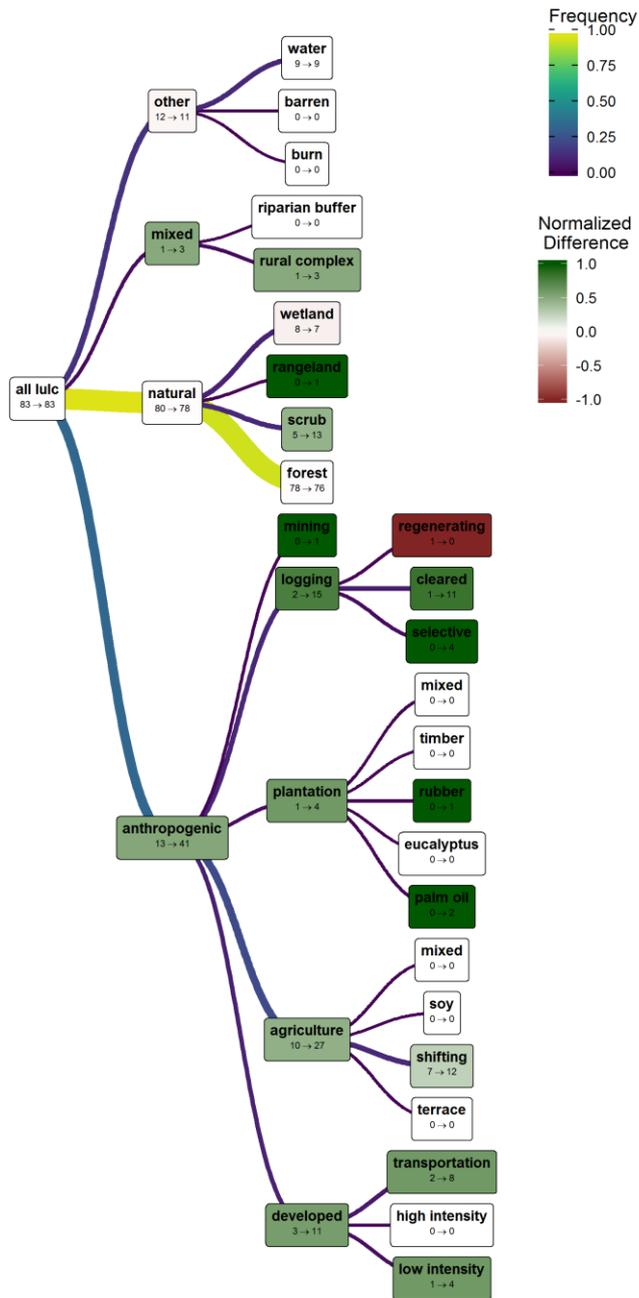 Frequency
1.00
0.75
0.50
0.25
0.00
Normalized
Difference
1.0
0.5
0.0
-0.5
-1.0
all lulc
83 → 83
other
12 → 11
water
9 → 9
barren
0 → 0
burn
0 → 0
mixed
1 → 3
riparian buffer
0 → 0
rural complex
1 → 3
natural
80 → 78
wetland
8 → 7
rangeland
0 → 1
scrub
5 → 13
forest
78 → 76
anthropogenic
13 → 41
mining
0 → 1
logging
2 → 15
regenerating
1 → 0
cleared
1 → 11
selective
0 → 4
plantation
1 → 4
mixed
0 → 0
timber
0 → 0
rubber
0 → 1
eucalyptus
0 → 0
palm oil
0 → 2
agriculture
10 → 27
mixed
0 → 0
soy
0 → 0
shifting
7 → 12
terrace
0 → 0
developed
3 → 11
transportation
2 → 8
high intensity
0 → 0
low intensity
1 → 4